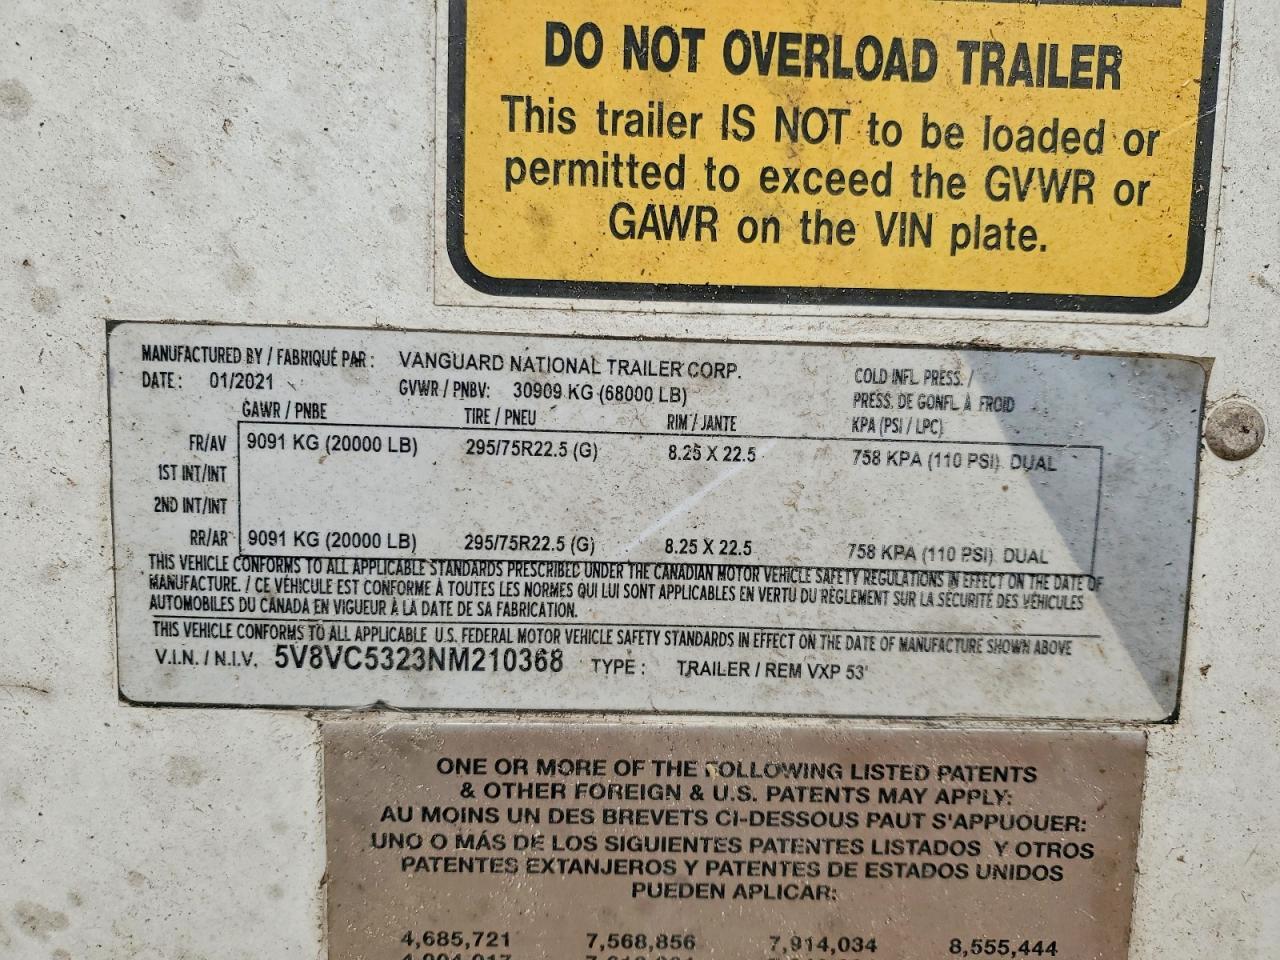 DO NOT OVERLOAD TRAILER
This trailer IS NOT to be loaded or
permitted to exceed the GVWR or
GAWR on the VIN plate.
MANUFACTURED BY / FABRIQUÉ PAR : VANGUARD NATIONAL TRAILER CORP.
DATE : 01/2021 GVWR / PNBV: 30909 KG (68000 LB)
COLD INFL. PRESS. /
PRESS. DE GONFL. À FROID
KPA (PSI / LPC)
GAWR / PNBE TIRE / PNEU RIM / JANTE
FR/AV 9091 KG (20000 LB) 295/75R22.5 (G) 8.25 X 22.5 758 KPA (110 PSI) DUAL
1ST INT/INT
2ND INT/INT
RR/AR 9091 KG (20000 LB) 295/75R22.5 (G) 8.25 X 22.5 758 KPA (110 PSI) DUAL
THIS VEHICLE CONFORMS TO ALL APPLICABLE STANDARDS PRESCRIBED UNDER THE CANADIAN MOTOR VEHICLE SAFETY REGULATIONS IN EFFECT ON THE DATE OF
MANUFACTURE. / CE VÉHICULE EST CONFORME À TOUTES LES NORMES QUI LUI SONT APPLICABLES EN VERTU DU RÈGLEMENT SUR LA SÉCURITÉ DES VÉHICULES
AUTOMOBILES DU CANADA EN VIGUEUR À LA DATE DE SA FABRICATION.
THIS VEHICLE CONFORMS TO ALL APPLICABLE U.S. FEDERAL MOTOR VEHICLE SAFETY STANDARDS IN EFFECT ON THE DATE OF MANUFACTURE SHOWN ABOVE
V.I.N. / N.I.V. 5V8VC5323NM210368 TYPE : TRAILER / REM VXP 53'
ONE OR MORE OF THE FOLLOWING LISTED PATENTS
& OTHER FOREIGN & U.S. PATENTS MAY APPLY:
AU MOINS UN DES BREVETS CI-DESSOUS PAUT S'APPUOUER:
UNO O MÁS DE LOS SIGUIENTES PATENTES LISTADOS Y OTROS
PATENTES EXTANJEROS Y PATENTES DE ESTADOS UNIDOS
PUEDEN APLICAR:
4,685,721 7,568,856 7,914,034 8,555,444